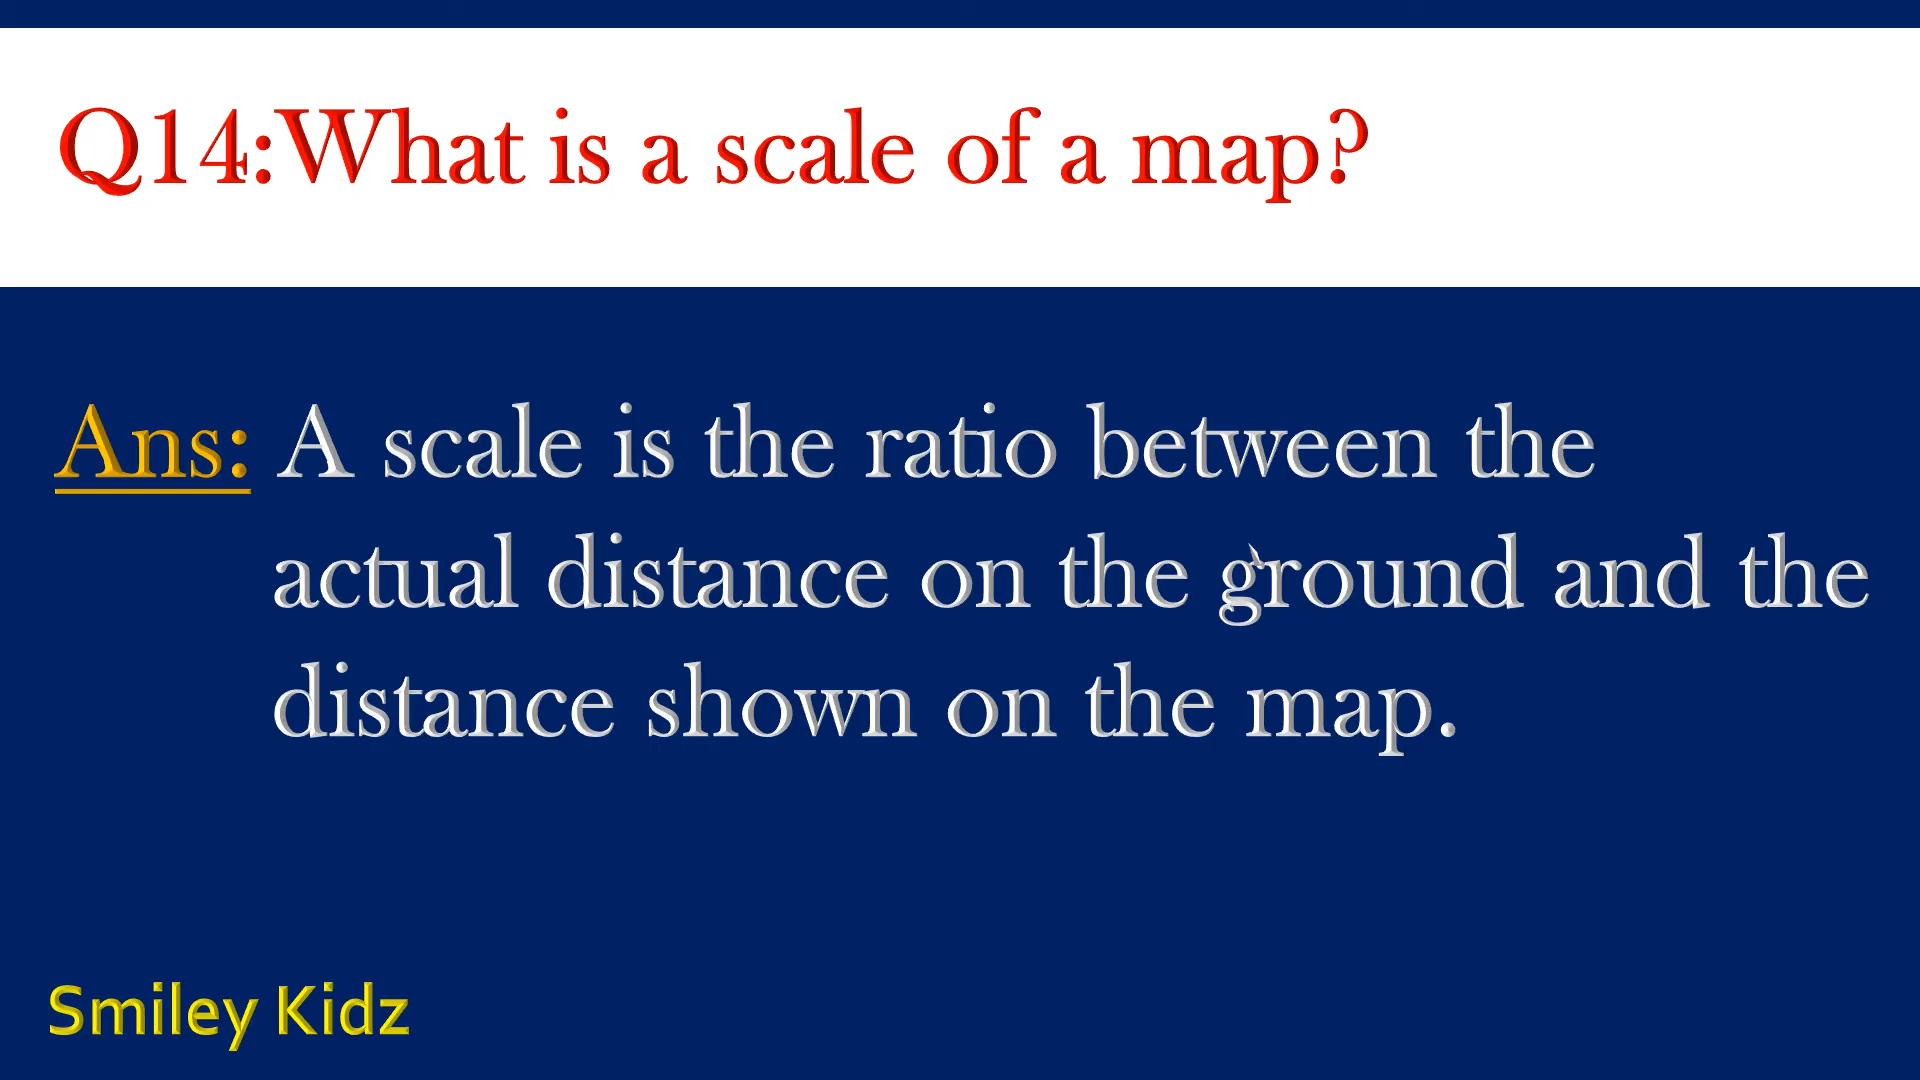 Q14:What is a scale of a map?
Ans: A scale is the ratio between the
actual distance on the ground and the
distance shown on the map.
Smiley Kidz